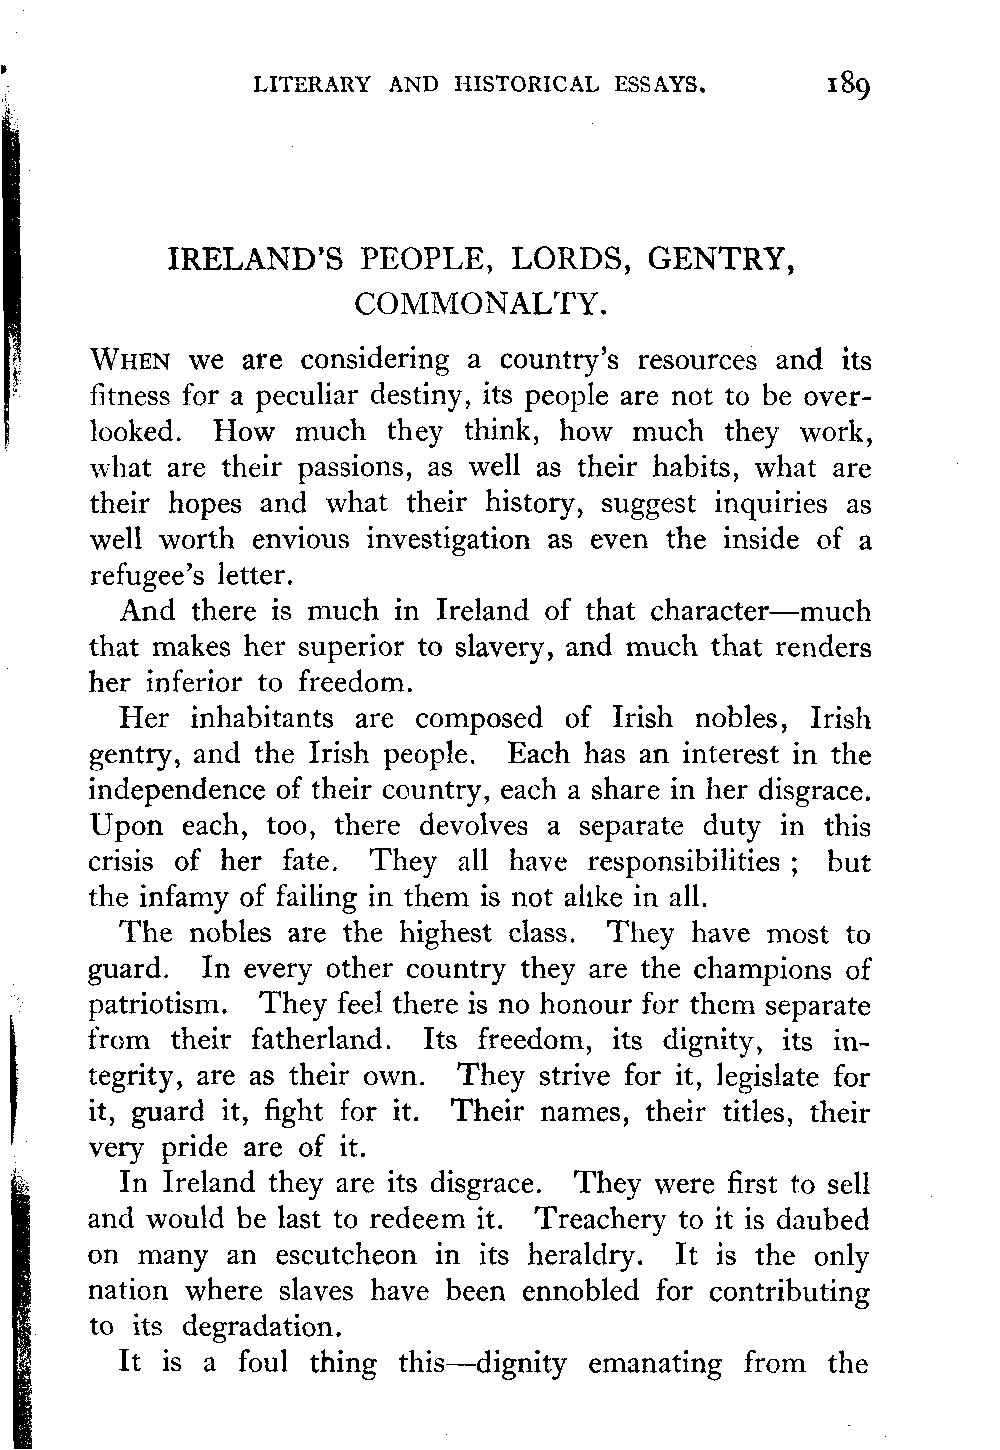 LITERARY AND HISTORICAL ESSAYS. 189
IRELAND'S PEOPLE, LORDS, GENTRY,
COMMONALTY.
WHEN we are considering a country's resources and its
fitness for a peculiar destiny, its people are not to be over-
looked. How much they think, how much they work,
what are their passions, as well as their habits, what are
their hopes and what their history, suggest inquiries as
well worth envious investigation as even the inside of a
refugee's letter.
And there is much in Ireland of that character—much
that makes her superior to slavery, and much that renders
her inferior to freedom.
Her inhabitants are composed of Irish nobles, Irish
gentry, and the Irish people. Each has an interest in the
independence of their country, each a share in her disgrace.
Upon each, too, there devolves a separate duty in this
crisis of her fate. They all have responsibilities ; but
the infamy of failing in them is not alike in all.
The nobles are the highest class. They have most to
guard. In every other country they are the champions of
patriotism. They feel there is no honour for them separate
from their fatherland. Its freedom, its dignity, its in-
tegrity, are as their own. They strive for it, legislate for
it, guard it, fight for it. Their names, their titles, their
very pride are of it.
In Ireland they are its disgrace. They were first to sell
and would be last to redeem it. Treachery to it is daubed
on many an escutcheon in its heraldry. It is the only
nation where slaves have been ennobled for contributing
to its degradation.
It is a foul thing this—dignity emanating from the